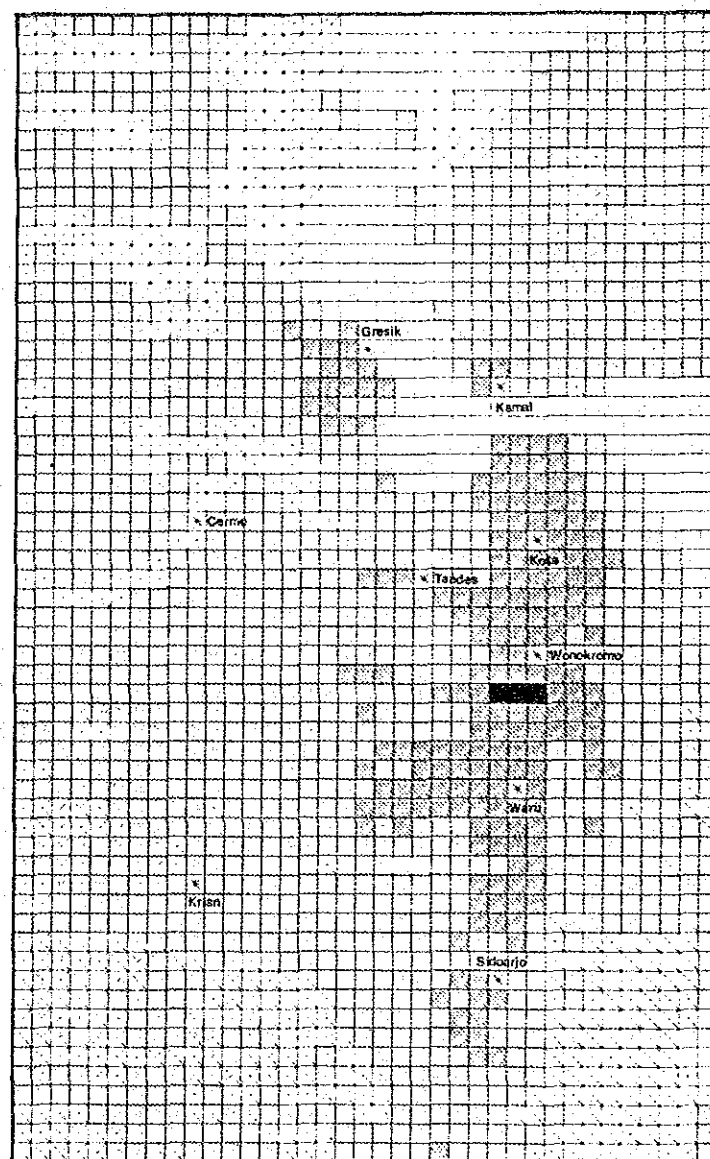 Gresik
Kamal
Cerme
Kota
Tandes
Wonokromo
Waru
Krian
Sidoarjo